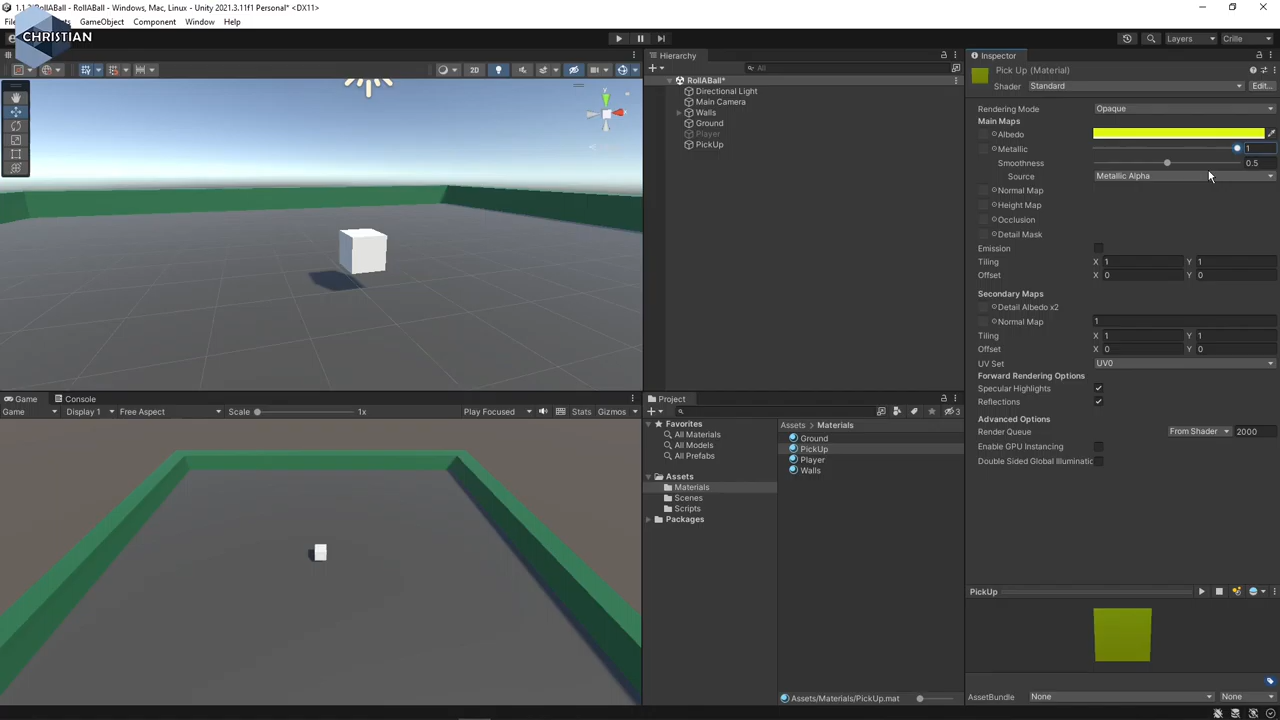 1.1.2 - RollABall - Windows, Mac, Linux - Unity 2021.3.11f1 Personal* <DX11>
GameObject Component Window Help
CHRISTIAN
Layers Crille
2D
Hierarchy
All
RollABall*
Directional Light
Main Camera
Walls
Ground
Player
PickUp
Inspector
Pick Up (Material)
Shader Standard Edit...
Rendering Mode Opaque
Main Maps
Albedo
Metallic 1
Smoothness 0.5
Source Metallic Alpha
Normal Map
Height Map
Occlusion
Detail Mask
Emission
Tiling X 1 Y 1
Offset X 0 Y 0
Secondary Maps
Detail Albedo x2
Normal Map 1
Tiling X 1 Y 1
Offset X 0 Y 0
UV Set UV0
Forward Rendering Options
Specular Highlights
Reflections
Advanced Options
Render Queue From Shader 2000
Enable GPU Instancing
Double Sided Global Illuminatic
PickUp
AssetBundle None None
Game Console
Game Display 1 Free Aspect Scale 1x Play Focused Stats Gizmos
Project
3
Favorites
All Materials
All Models
All Prefabs
Assets
Materials
Scenes
Scripts
Packages
Assets Materials
Ground
PickUp
Player
Walls
Assets/Materials/PickUp.mat